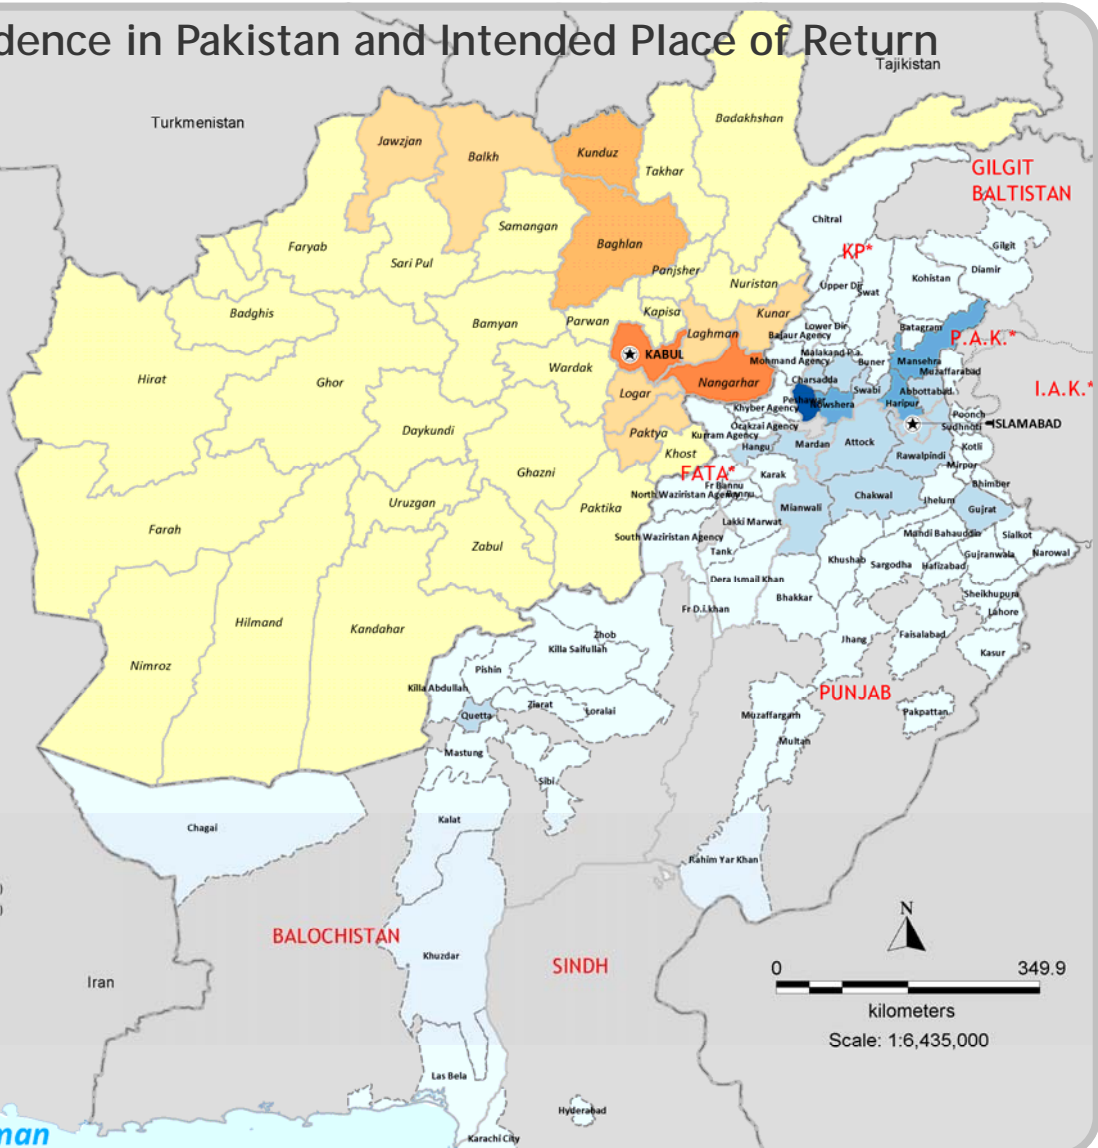 dence in Pakistan and Intended Place of Return
Tajikistan
Turkmenistan
Badakhshan
Jawzjan
Balkh
Kunduz
Takhar
GILGIT
BALTISTAN
Chitral
Samangan
Faryab
Baghlan
KP*
Gilgit
Sari Pul
Panjsher
Diamir
Kohistan
Nuristan
Upper Dir
Swat
Badghis
Kapisa
Kunar
Bamyan
Parwan
Laghman
Lower Dir
Batagram
Bajaur Agency
P.A.K.*
KABUL
Malakand P.a.
Mohmand Agency
Buner
Mansehra
Wardak
Muzaffarabad
Hirat
Ghor
Nangarhar
Charsadda
Swabi
Abbottabad
I.A.K.*
Logar
Peshawar
Nowshera
Haripur
Khyber Agency
Poonch
Daykundi
Orakzai Agency
Sudhnoti
ISLAMABAD
Paktya
Kurram Agency
Hangu
Mardan
Attock
Kotli
Khost
Rawalpindi
Mirpur
Ghazni
FATA*
Karak
Fr Bannu
Bhimber
North Waziristan Agency
Bannu
Uruzgan
Paktika
Mianwali
Chakwal
Jhelum
Gujrat
Farah
Lakki Marwat
Zabul
South Waziristan Agency
Mandi Bahauddin
Sialkot
Tank
Khushab
Sargodha
Hafizabad
Gujranwala
Narowal
Dera Ismail Khan
Bhakkar
Sheikhupura
Fr D.i.khan
Lahore
Hilmand
Kandahar
Zhob
Jhang
Faisalabad
Killa Saifullah
Kasur
Nimroz
Pishin
Killa Abdullah
PUNJAB
Ziarat
Loralai
Quetta
Muzaffargarh
Pakpattan
Multan
Mastung
Sibi
Chagai
Kalat
Rahim Yar Khan
N
BALOCHISTAN
Khuzdar
SINDH
0 349.9
Iran
kilometers
Scale: 1:6,435,000
Las Bela
Hyderabad
man
Karachi City